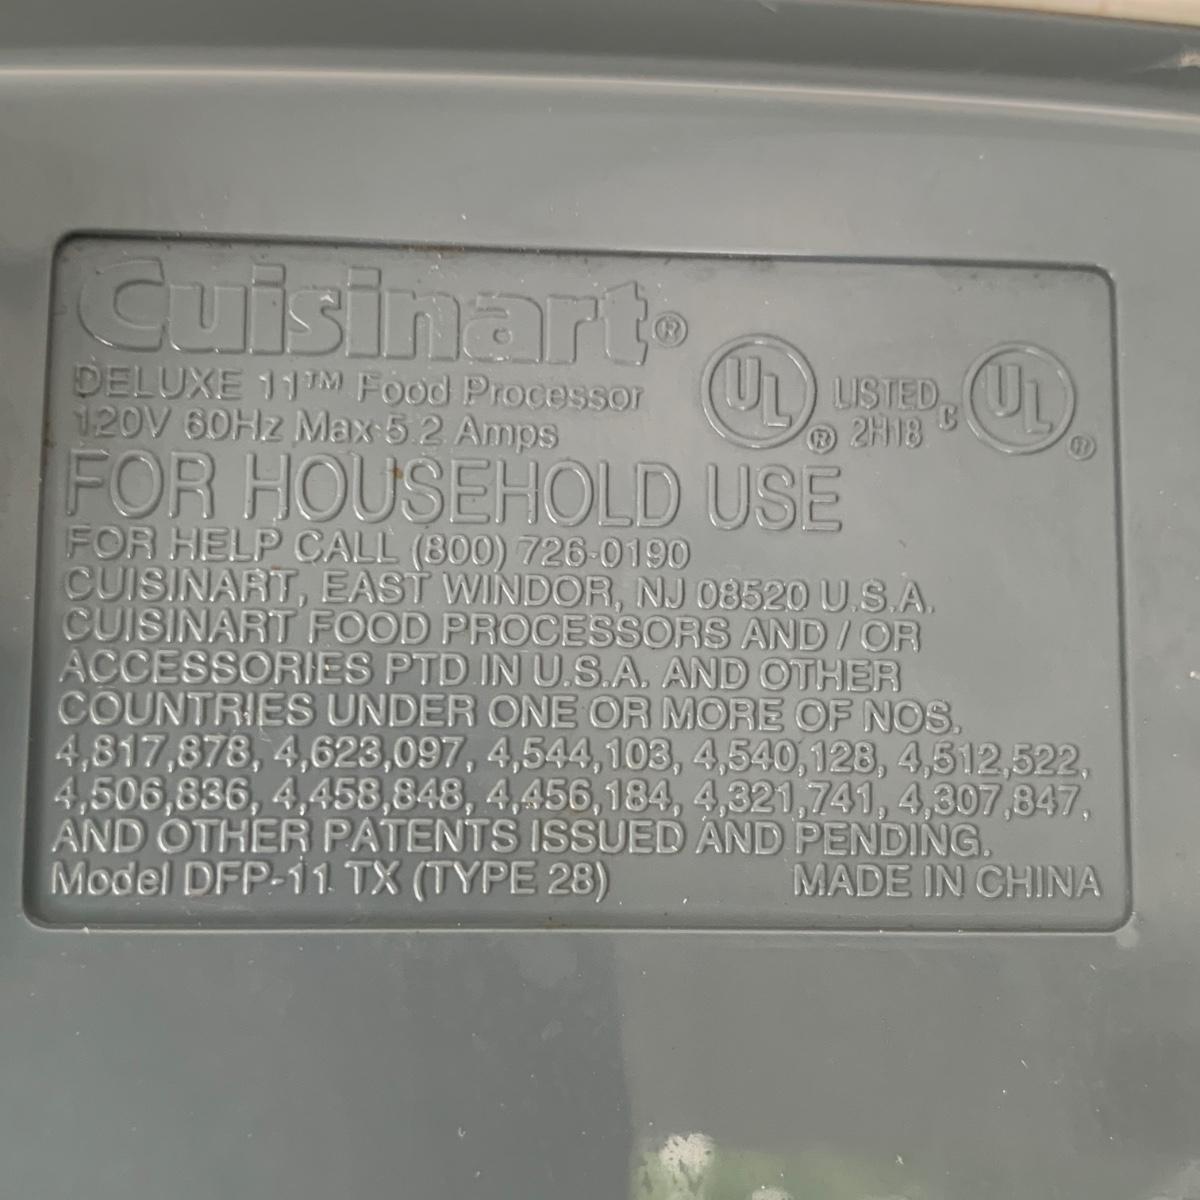 Cuisinart®
DELUXE 11™ Food Processor
120V 60Hz Max 5.2 Amps
UL® LISTED 2H18 C UL®
FOR HOUSEHOLD USE
FOR HELP CALL (800) 726-0190
CUISINART, EAST WINDOR, NJ 08520 U.S.A.
CUISINART FOOD PROCESSORS AND / OR
ACCESSORIES PTD IN U.S.A. AND OTHER
COUNTRIES UNDER ONE OR MORE OF NOS.
4,817,878, 4,623,097, 4,544,103, 4,540,128, 4,512,522,
4,506,836, 4,458,848, 4,456,184, 4,321,741, 4,307,847,
AND OTHER PATENTS ISSUED AND PENDING.
Model DFP-11 TX (TYPE 28) MADE IN CHINA